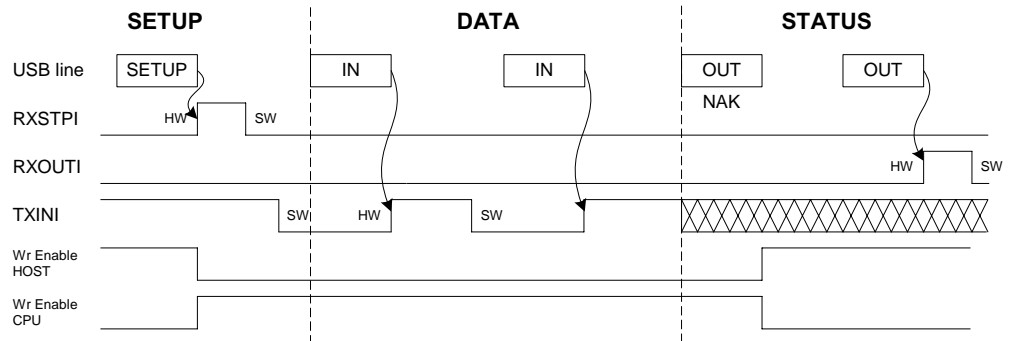 SETUP DATA STATUS
USB line SETUP IN IN OUT OUT
NAK
RXSTPI HW SW
RXOUTI HW SW
TXINI SW HW SW
Wr Enable
HOST
Wr Enable
CPU